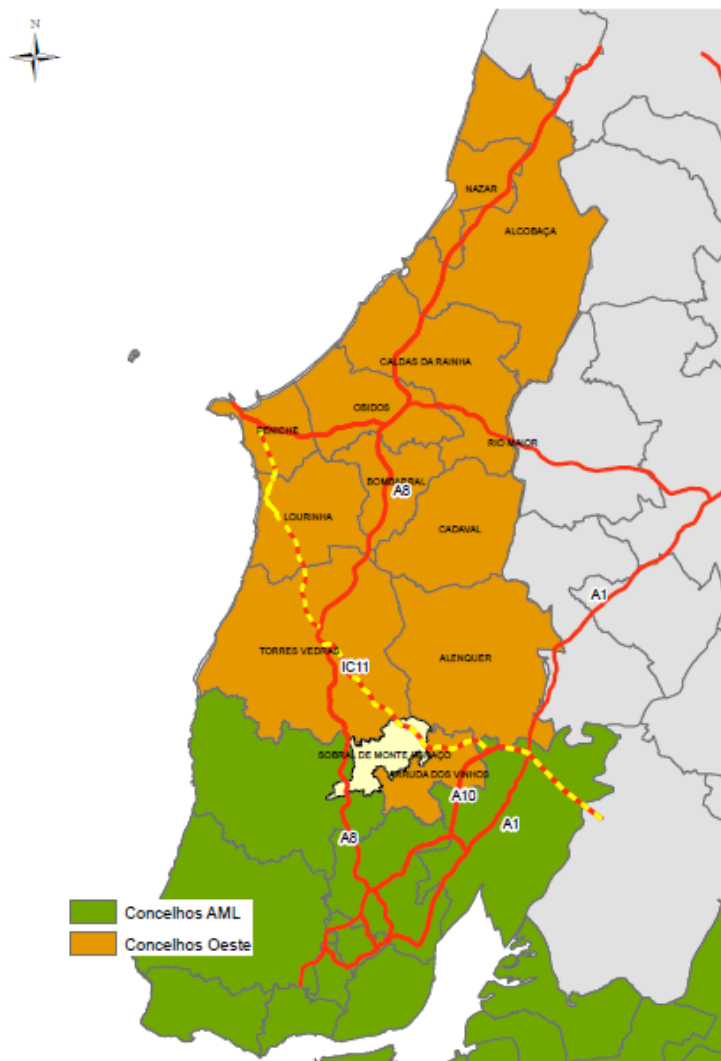 N
NAZAR
ALCOBAÇA
CALDAS DA RAINHA
OBIDOS
PENICHE
RIO MAIOR
BOMBARRAL
A8
LOURINHA
CADAVAL
A1
TORRES VEDRAS
IC11
ALENQUER
SOBRAL DE MONTE AGRAÇO
ARRUDA DOS VINHOS
A10
A8
A1
Concelhos AML
Concelhos Oeste